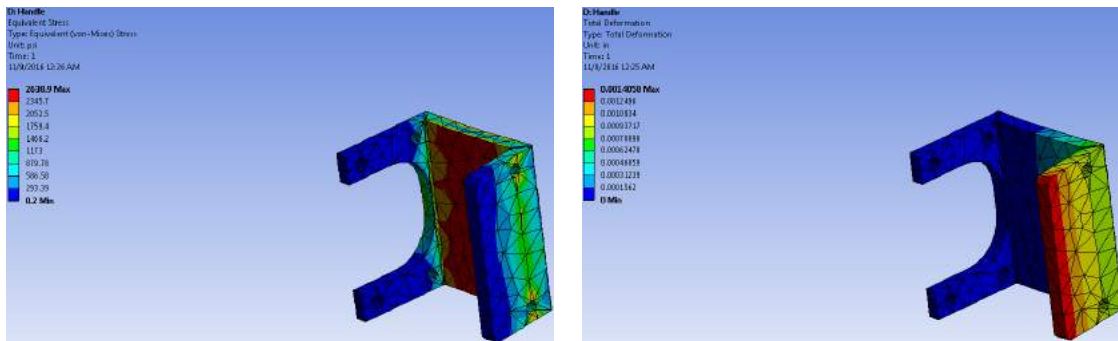 D: Handle
Equivalent Stress
Type: Equivalent (von-Mises) Stress
Unit: psi
Time: 1
11/9/2016 12:26 AM
2638.9 Max
2345.7
2052.5
1759.4
1466.2
1173
879.78
586.58
293.39
0.2 Min
D: Handle
Total Deformation
Type: Total Deformation
Unit: in
Time: 1
11/9/2016 12:25 AM
0.0014058 Max
0.0012496
0.0010934
0.00093717
0.00078098
0.00062478
0.00046859
0.00031239
0.0001562
0 Min